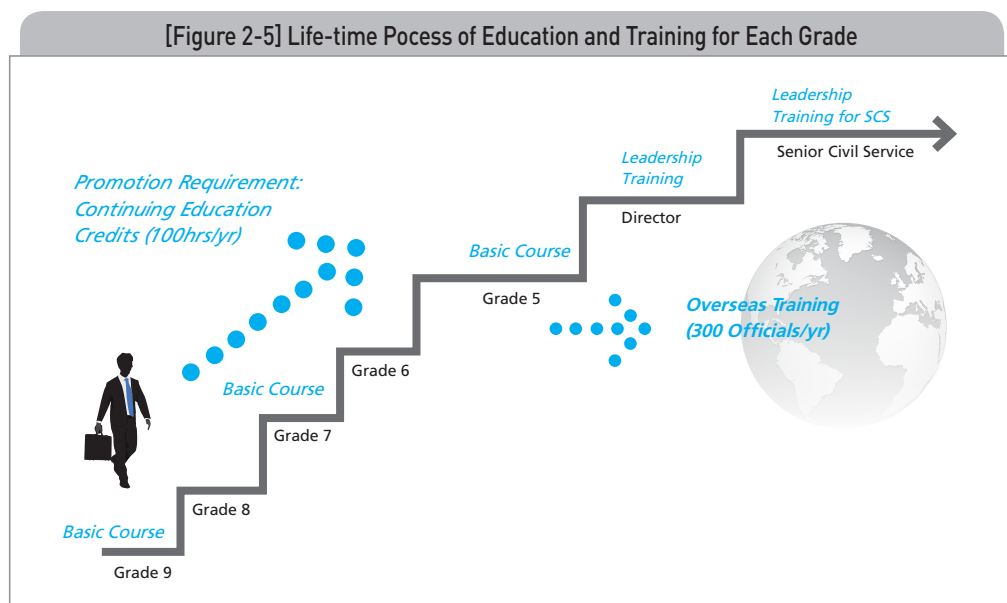 [Figure 2-5] Life-time Pocess of Education and Training for Each Grade
Leadership
Training for SCS
Senior Civil Service
Leadership
Training
Director
Promotion Requirement:
Continuing Education
Credits (100hrs/yr)
Basic Course
Grade 5
Overseas Training
(300 Officials/yr)
Grade 6
Basic Course
Grade 7
Grade 8
Basic Course
Grade 9